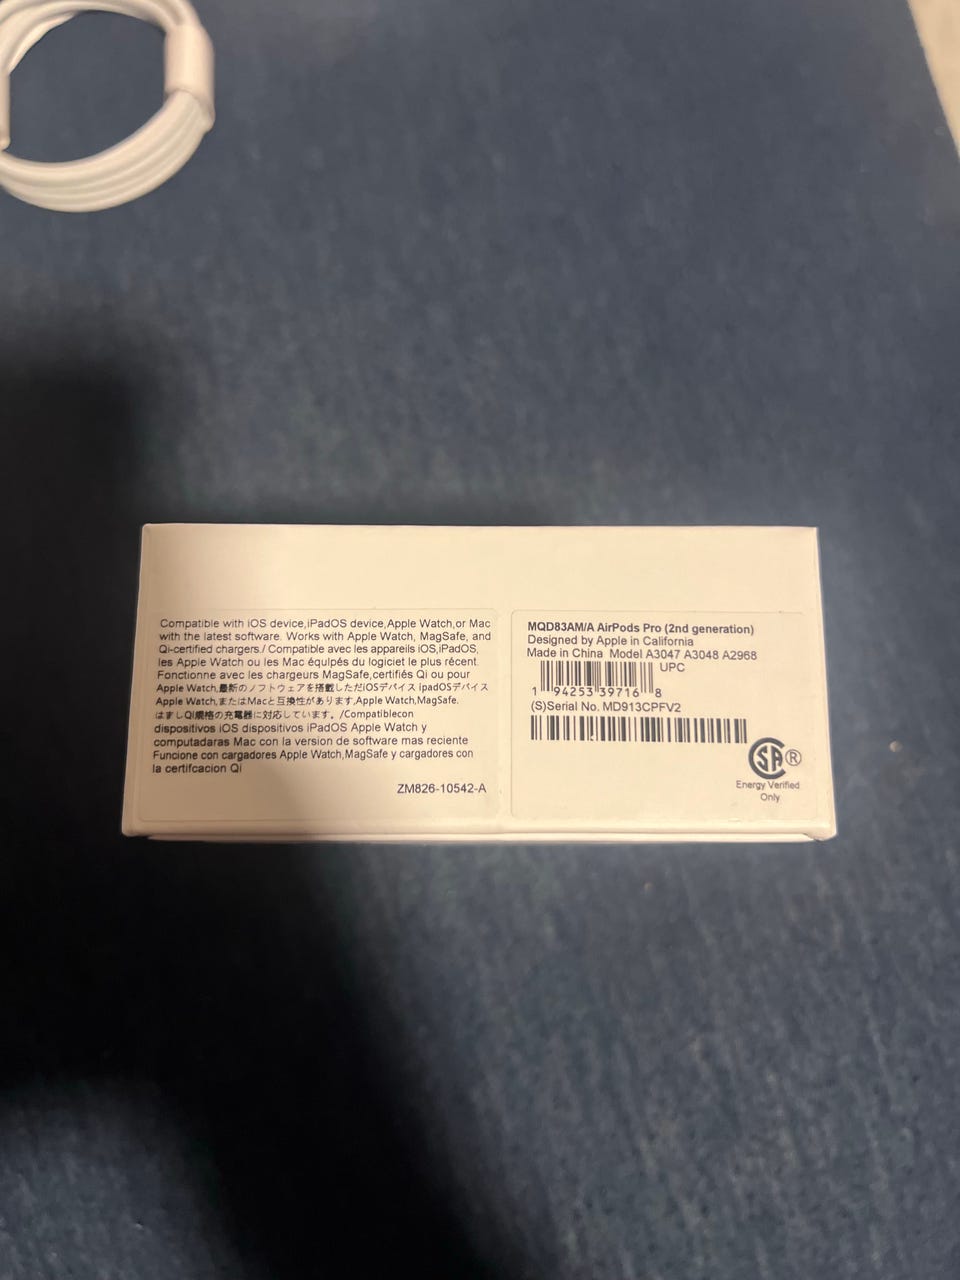 Compatible with iOS device,iPadOS device,Apple Watch,or Mac
with the latest software. Works with Apple Watch, MagSafe, and
Qi-certified chargers./ Compatible avec les appareils iOS,iPadOS,
les Apple Watch ou les Mac équipés du logiciet le plus récent.
Fonctionne avec les chargeurs MagSafe,certifiés Qi ou pour
Apple Watch,最新のノフトウェアを搭載しただiOSデバイス ipadOSデバイス
Apple Watch,またはMacと互換性があります,Apple Watch,MagSafe.
はましQi規格の充電器に対応しています。/Compatiblecon
dispositivos iOS dispositivos iPadOS Apple Watch y
computadaras Mac con la version de software mas reciente
Funcione con cargadores Apple Watch,MagSafe y cargadores con
la certifcacion Qi
ZM826-10542-A
MQD83AM/A AirPods Pro (2nd generation)
Designed by Apple in California
Made in China Model A3047 A3048 A2968
UPC
1 94253 39716 8
(S)Serial No. MD913CPFV2
SA®
Energy Verified
Only